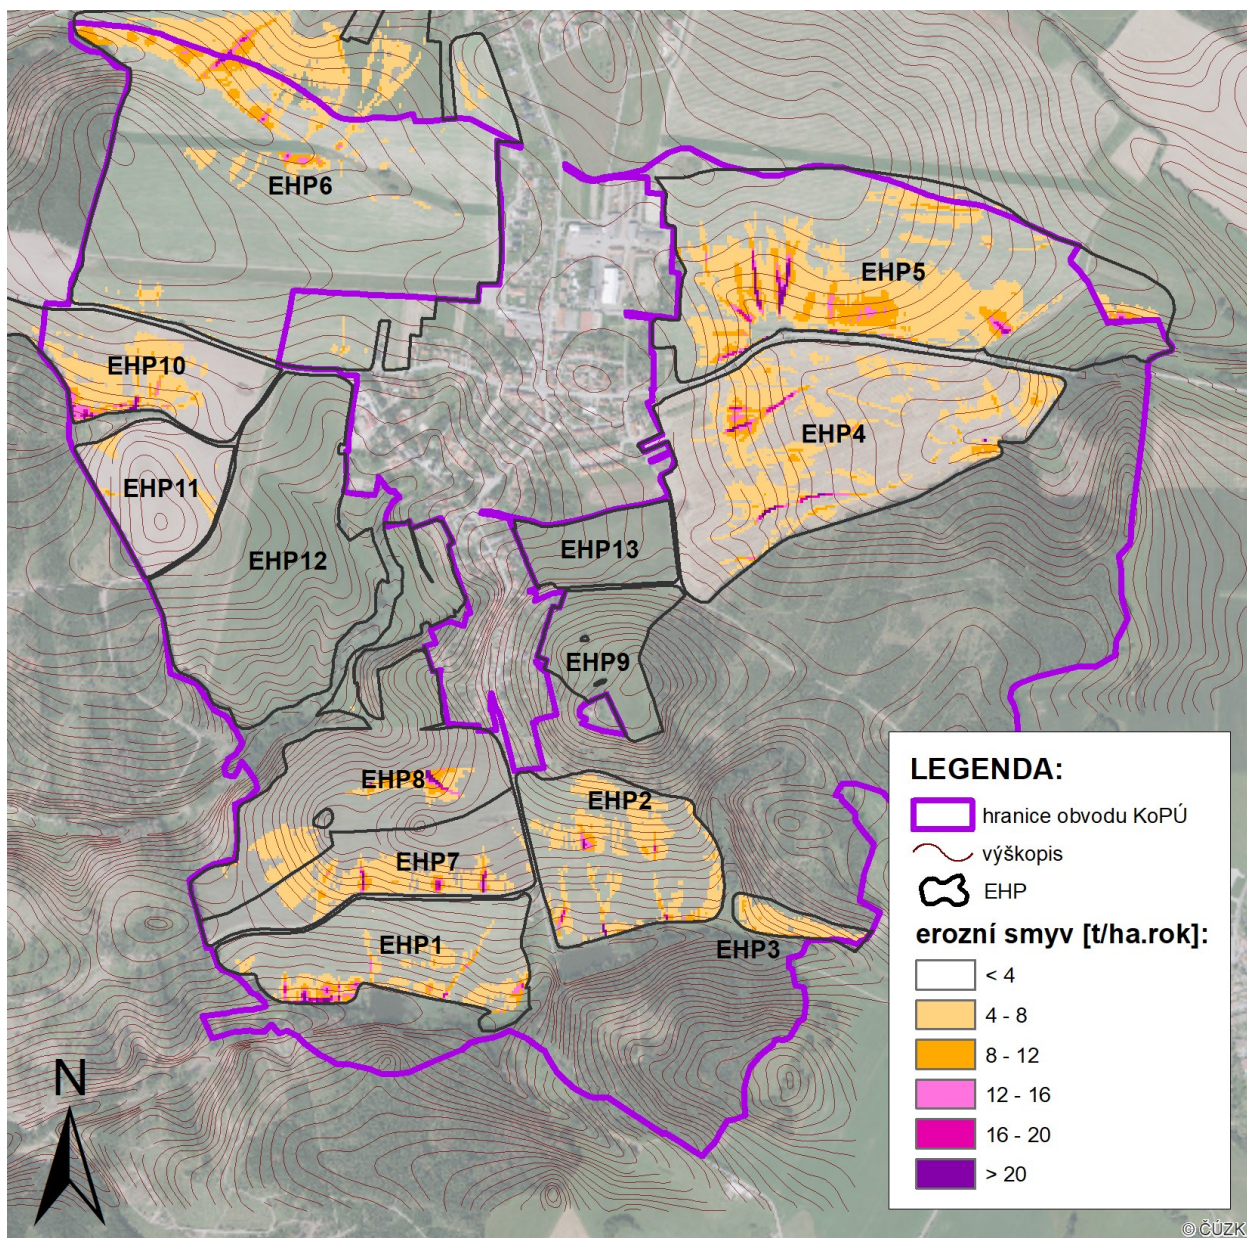 EHP6
EHP5
EHP10
EHP4
EHP11
EHP13
EHP12
EHP9
EHP8
EHP2
EHP7
EHP1
EHP3
LEGENDA:
hranice obvodu KoPÚ
výškopis
EHP
erozní smyv [t/ha.rok]:
< 4
4 - 8
8 - 12
12 - 16
16 - 20
> 20
N
© ČÚZK